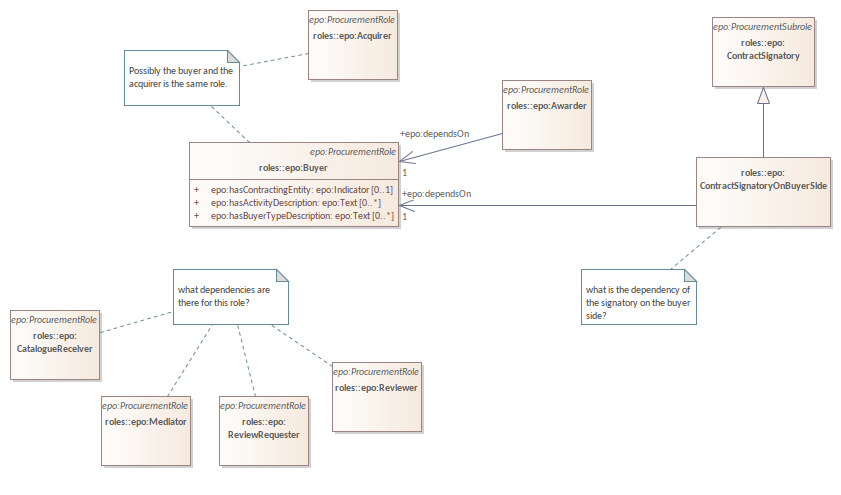 epo:ProcurementRole
roles::epo:Acquirer
epo:ProcurementSubrole
roles::epo:
ContractSignatory
Possibly the buyer and the
acquirer is the same role.
epo:ProcurementRole
roles::epo:Awarder
+epo:dependsOn
1
epo:ProcurementRole
roles::epo:Buyer
+ epo:hasContractingEntity: epo:Indicator [0..1]
+ epo:hasActivityDescription: epo:Text [0..*]
+ epo:hasBuyerTypeDescription: epo:Text [0..*]
+epo:dependsOn
1
roles::epo:
ContractSignatoryOnBuyerSide
what dependencies are
there for this role?
what is the dependency of
the signatory on the buyer
side?
epo:ProcurementRole
roles::epo:
CatalogueReceiver
epo:ProcurementRole
roles::epo:Reviewer
epo:ProcurementRole
roles::epo:Mediator
epo:ProcurementRole
roles::epo:
ReviewRequester